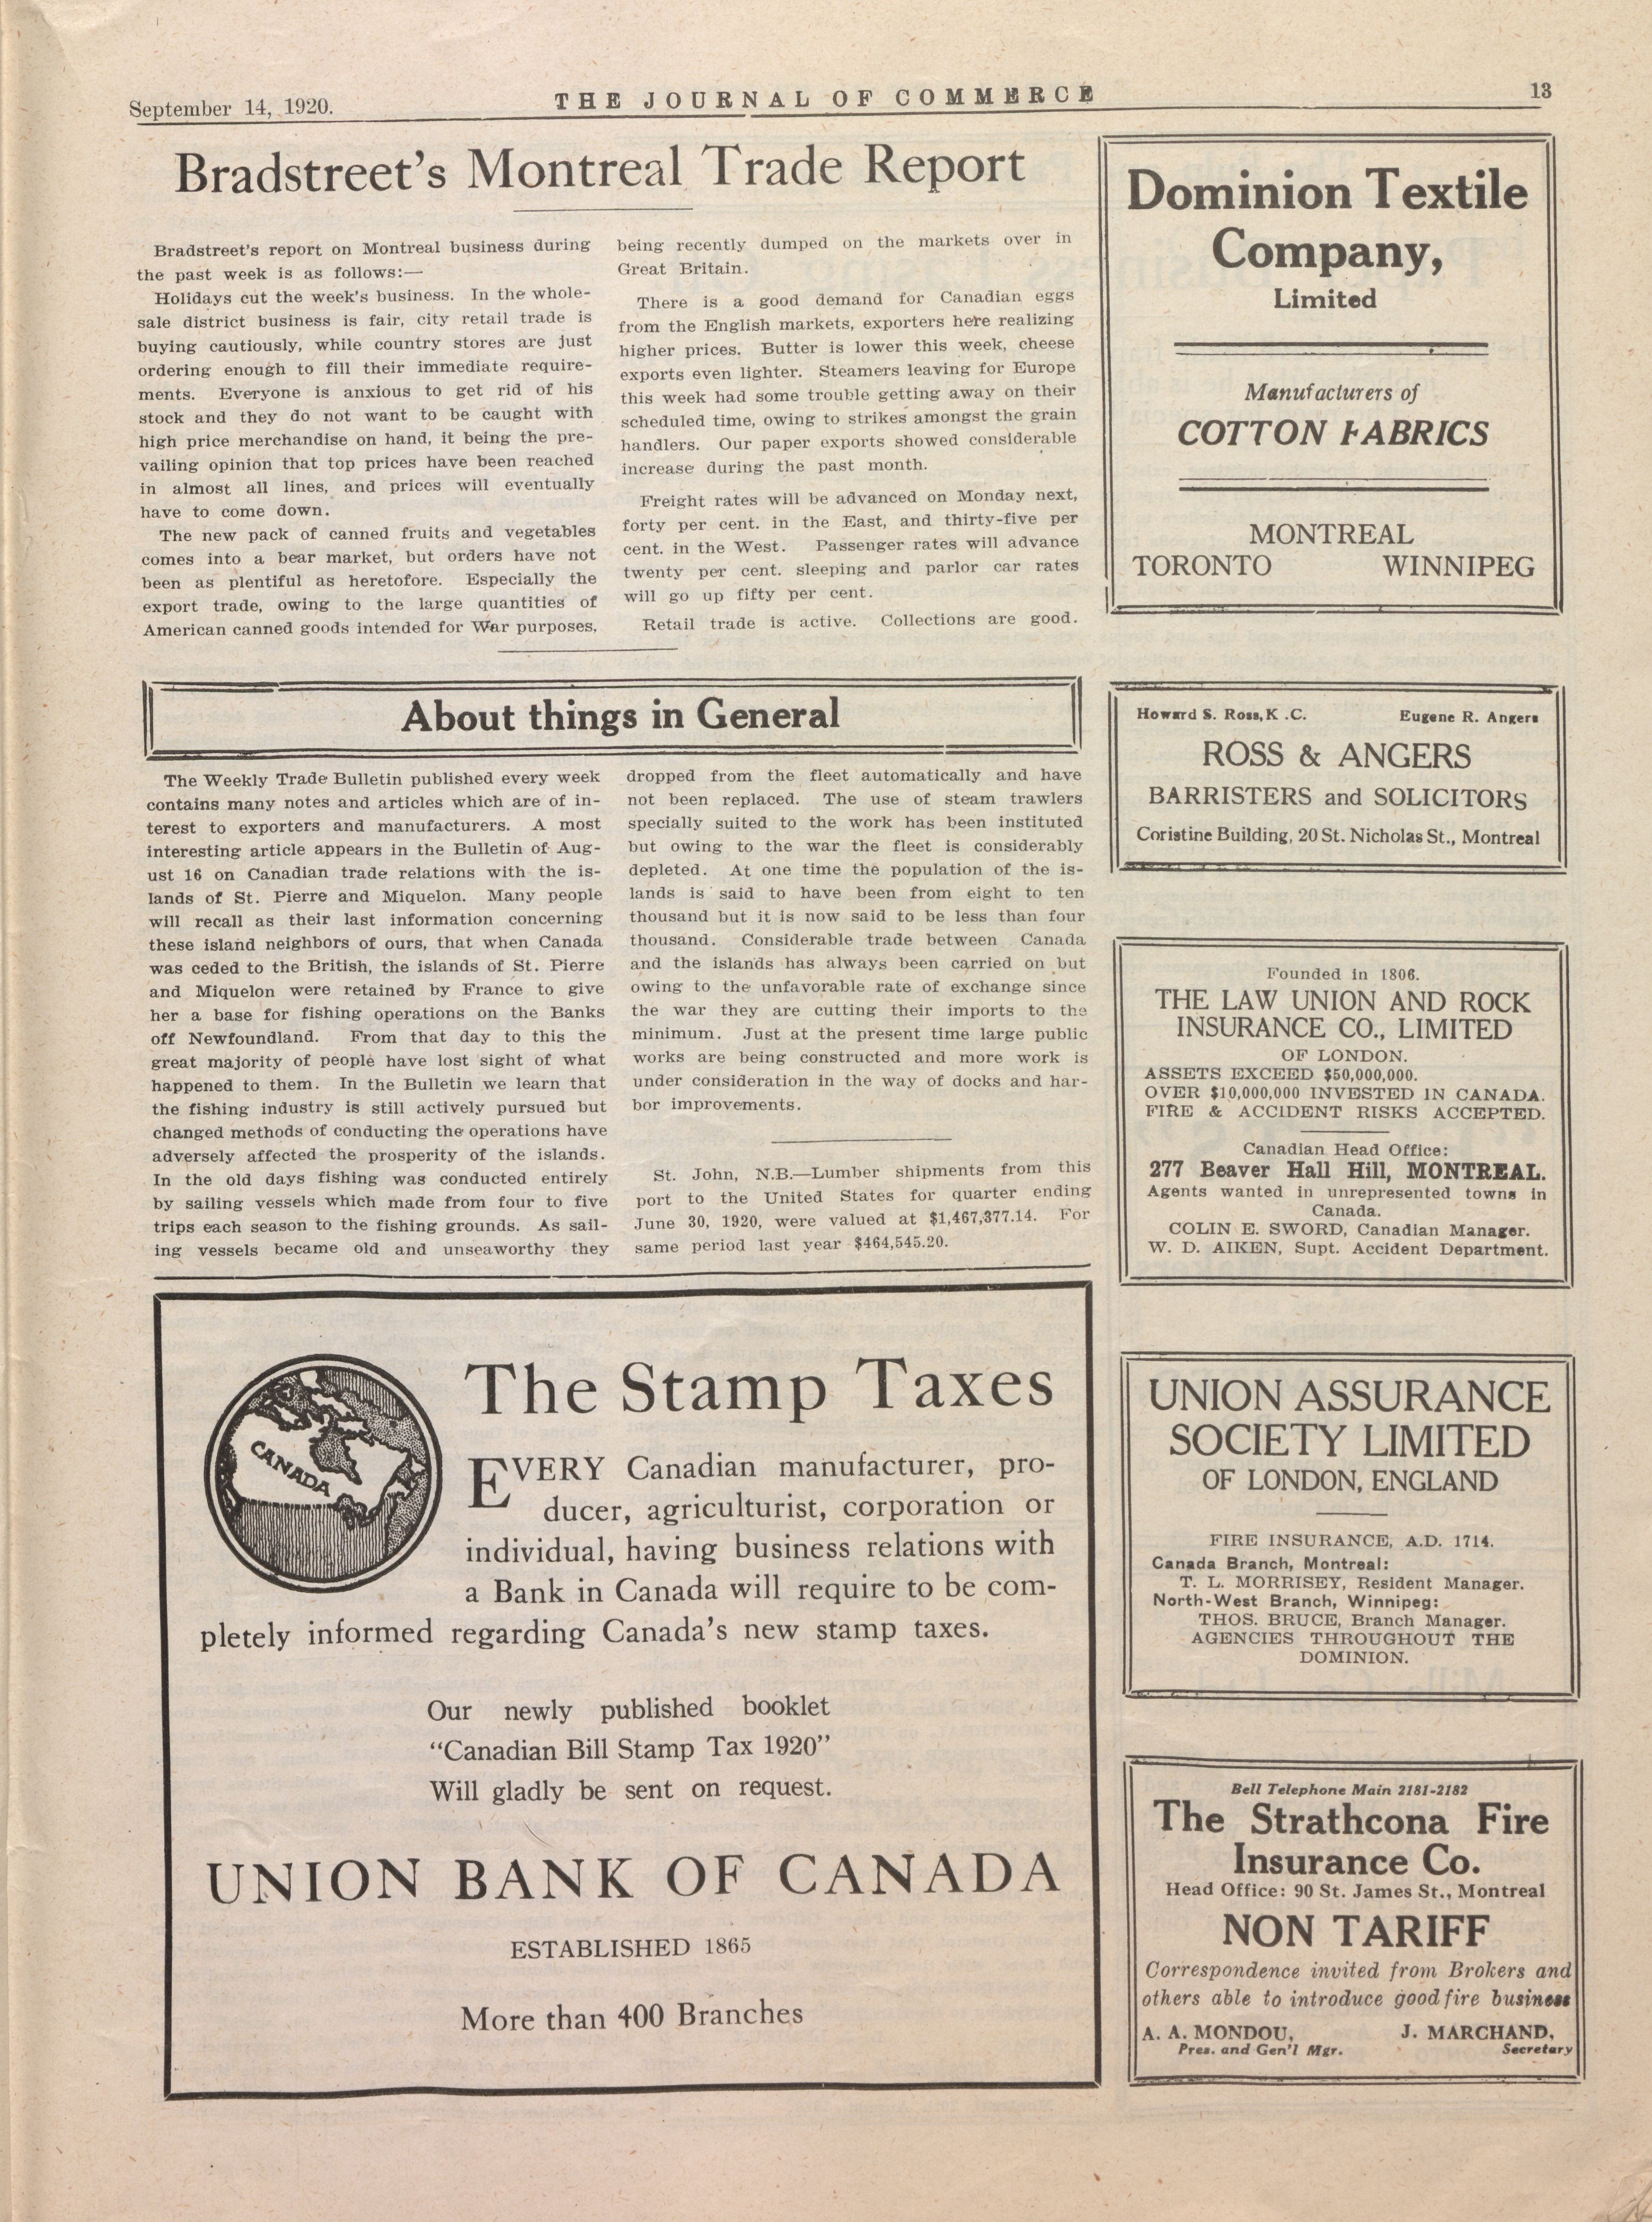 September 14, 1920.
THE JOURNAL OF COMMERCE
13
Bradstreet's Montreal Trade Report
Bradstreet's report on Montreal business during
the past week is as follows:—
Holidays cut the week's business. In the whole-
sale district business is fair, city retail trade is
buying cautiously, while country stores are just
ordering enough to fill their immediate require-
ments. Everyone is anxious to get rid of his
stock and they do not want to be caught with
high price merchandise on hand, it being the pre-
vailing opinion that top prices have been reached
in almost all lines, and prices will eventually
have to come down.
The new pack of canned fruits and vegetables
comes into a bear market, but orders have not
been as plentiful as heretofore. Especially the
export trade, owing to the large quantities of
American canned goods intended for War purposes,
being recently dumped on the markets over in
Great Britain.
There is a good demand for Canadian eggs
from the English markets, exporters here realizing
higher prices. Butter is lower this week, cheese
exports even lighter. Steamers leaving for Europe
this week had some trouble getting away on their
scheduled time, owing to strikes amongst the grain
handlers. Our paper exports showed considerable
increase during the past month.
Freight rates will be advanced on Monday next,
forty per cent. in the East, and thirty-five per
cent. in the West. Passenger rates will advance
twenty per cent. sleeping and parlor car rates
will go up fifty per cent.
Retail trade is active. Collections are good.
About things in General
The Weekly Trade Bulletin published every week
contains many notes and articles which are of in-
terest to exporters and manufacturers. A most
interesting article appears in the Bulletin of Aug-
ust 16 on Canadian trade relations with the is-
lands of St. Pierre and Miquelon. Many people
will recall as their last information concerning
these island neighbors of ours, that when Canada
was ceded to the British, the islands of St. Pierre
and Miquelon were retained by France to give
her a base for fishing operations on the Banks
off Newfoundland. From that day to this the
great majority of people have lost sight of what
happened to them. In the Bulletin we learn that
the fishing industry is still actively pursued but
changed methods of conducting the operations have
adversely affected the prosperity of the islands.
In the old days fishing was conducted entirely
by sailing vessels which made from four to five
trips each season to the fishing grounds. As sail-
ing vessels became old and unseaworthy they
dropped from the fleet automatically and have
not been replaced. The use of steam trawlers
specially suited to the work has been instituted
but owing to the war the fleet is considerably
depleted. At one time the population of the is-
lands is said to have been from eight to ten
thousand but it is now said to be less than four
thousand. Considerable trade between Canada
and the islands has always been carried on but
owing to the unfavorable rate of exchange since
the war they are cutting their imports to the
minimum. Just at the present time large public
works are being constructed and more work is
under consideration in the way of docks and har-
bor improvements.
St. John, N.B.—Lumber shipments from this
port to the United States for quarter ending
June 30, 1920, were valued at $1,467,377.14. For
same period last year $464,545.20.
CANADA
The Stamp Taxes
EVERY Canadian manufacturer, pro-
ducer, agriculturist, corporation or
individual, having business relations with
a Bank in Canada will require to be com-
pletely informed regarding Canada's new stamp taxes.
Our newly published booklet
"Canadian Bill Stamp Tax 1920"
Will gladly be sent on request.
UNION BANK OF CANADA
ESTABLISHED 1865
More than 400 Branches
Dominion Textile
Company,
Limited
Manufacturers of
COTTON FABRICS
MONTREAL
TORONTO WINNIPEG
Howard S. Ross, K .C. Eugene R. Angers
ROSS & ANGERS
BARRISTERS and SOLICITORS
Coristine Building, 20 St. Nicholas St., Montreal
Founded in 1806.
THE LAW UNION AND ROCK
INSURANCE CO., LIMITED
OF LONDON.
ASSETS EXCEED $50,000,000.
OVER $10,000,000 INVESTED IN CANADA.
FIRE & ACCIDENT RISKS ACCEPTED.
Canadian Head Office:
277 Beaver Hall Hill, MONTREAL.
Agents wanted in unrepresented towns in
Canada.
COLIN E. SWORD, Canadian Manager.
W. D. AIKEN, Supt. Accident Department.
UNION ASSURANCE
SOCIETY LIMITED
OF LONDON, ENGLAND
FIRE INSURANCE, A.D. 1714.
Canada Branch, Montreal:
T. L. MORRISEY, Resident Manager.
North-West Branch, Winnipeg:
THOS. BRUCE, Branch Manager.
AGENCIES THROUGHOUT THE
DOMINION.
Bell Telephone Main 2181-2182
The Strathcona Fire
Insurance Co.
Head Office: 90 St. James St., Montreal
NON TARIFF
Correspondence invited from Brokers and
others able to introduce good fire business
A. A. MONDOU, J. MARCHAND,
Pres. and Gen'l Mgr. Secretary